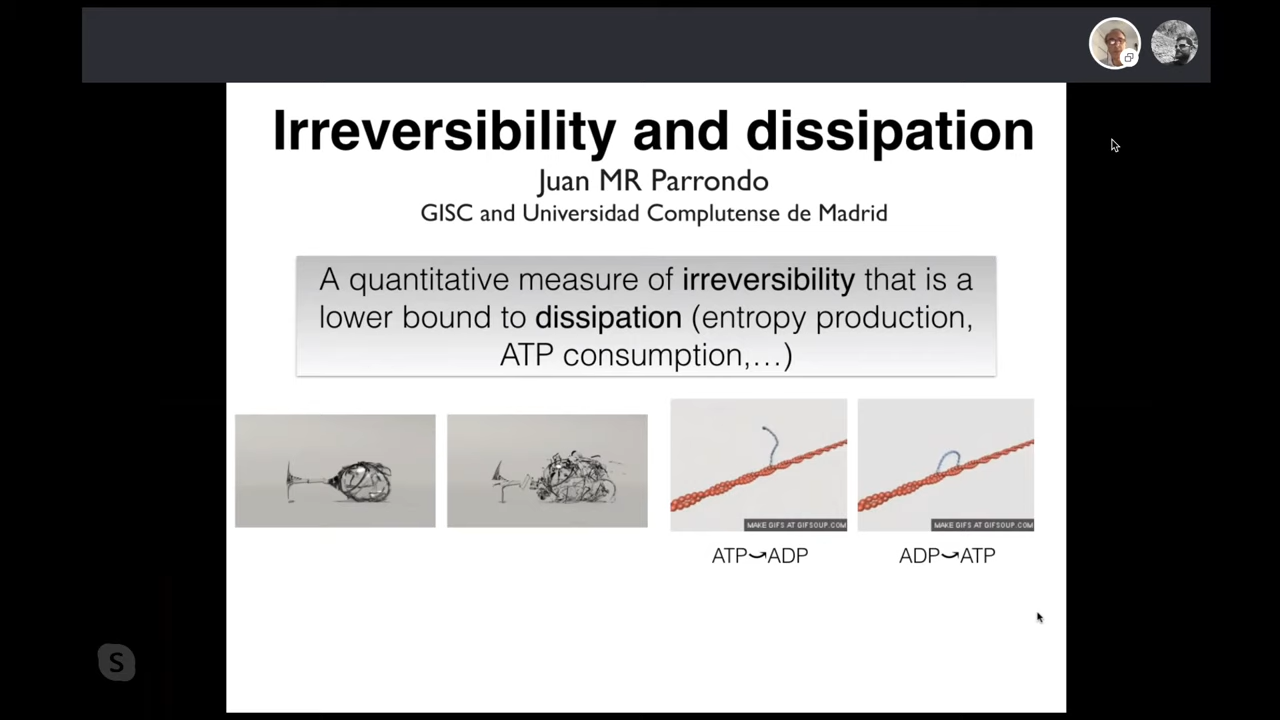 Irreversibility and dissipation
Juan MR Parrondo
GISC and Universidad Complutense de Madrid
A quantitative measure of irreversibility that is a
lower bound to dissipation (entropy production,
ATP consumption,…)
MAKE GIFS AT GIFSOUP.COM
MAKE GIFS AT GIFSOUP.COM
ATP⤻ADP
ADP⤻ATP
S